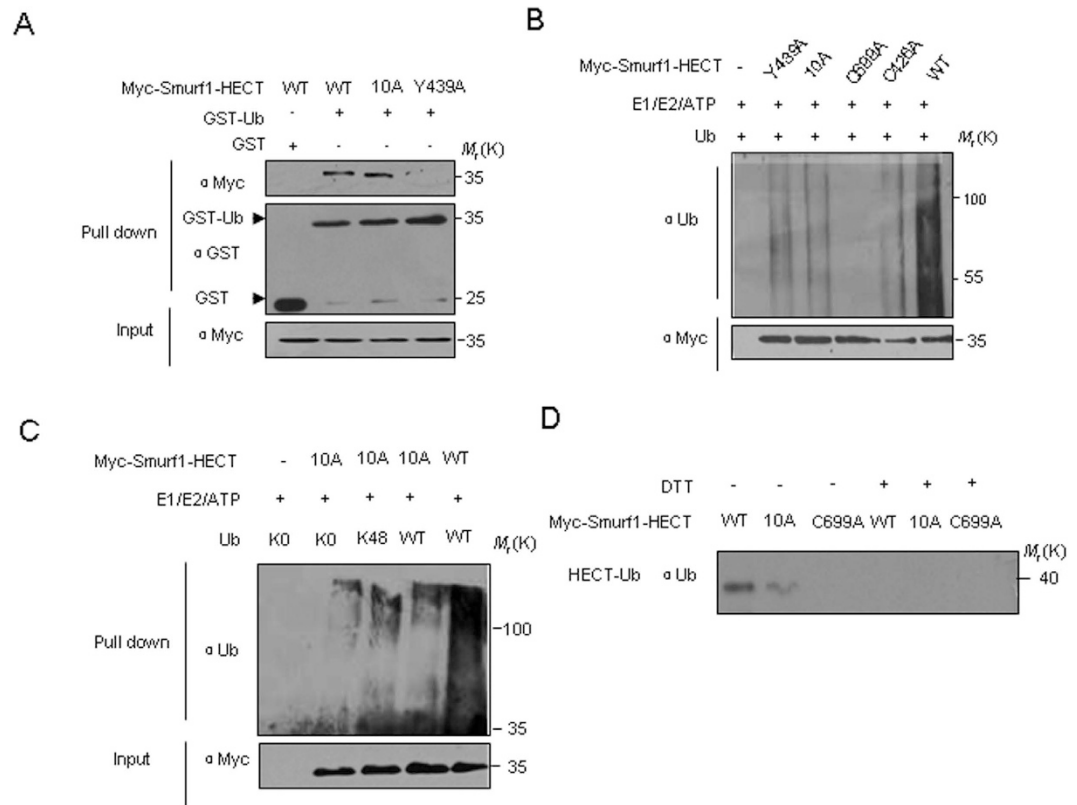 A
Myc-Smurf1-HECT WT WT 10A Y439A
GST-Ub - + + +
GST + - - -
Mr(K)
Pull down
α Myc
35
GST-Ub
35
α GST
GST
25
Input
α Myc
35
B
Myc-Smurf1-HECT - Y439A 10A C699A C426A WT
E1/E2/ATP + + + + + +
Ub + + + + + +
Mr(K)
α Ub
100
55
α Myc
35
C
Myc-Smurf1-HECT - 10A 10A 10A WT
E1/E2/ATP + + + + +
Ub K0 K0 K48 WT WT
Mr(K)
Pull down
α Ub
100
35
Input
α Myc
35
D
DTT - - - + + +
Myc-Smurf1-HECT WT 10A C699A WT 10A C699A
Mr(K)
HECT-Ub α Ub
40